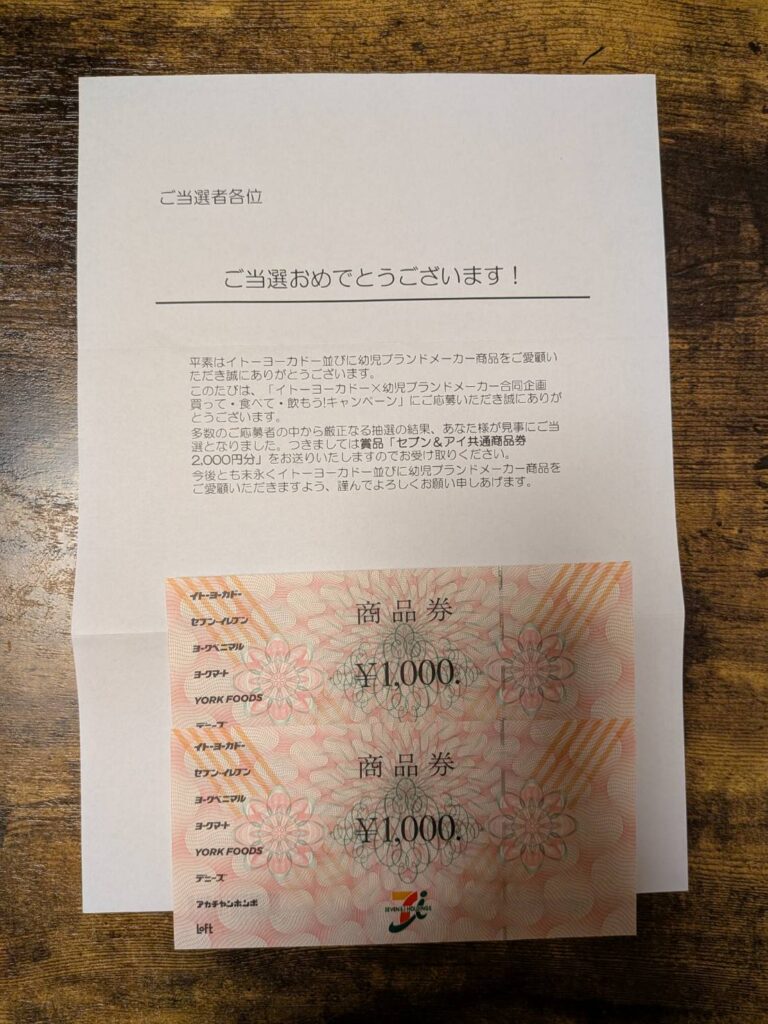 ご当選者各位
ご当選おめでとうございます!
平素はイトーヨーカドー並びに幼児ブランドメーカー商品をご愛顧い
ただき誠にありがとうございます。
このたびは、「イトーヨーカドー×幼児ブランドメーカー合同企画
買って・食べて・飲もう!キャンペーン」にご応募いただき誠にありが
とうございます。
多数のご応募者の中から厳正なる抽選の結果、あなた様が見事にご当
選となりました。つきましては賞品「セブン&アイ共通商品券
2,000円分」をお送りいたしますのでお受け取りください。
今後とも末永くイトーヨーカドー並びに幼児ブランドメーカー商品を
ご愛顧いただきますよう、謹んでよろしくお願い申しあげます。
イトーヨーカドー
セブン-イレブン
ヨークベニマル
ヨークマート
YORK FOODS
デニーズ
商品券
¥1,000.
イトーヨーカドー
セブン-イレブン
ヨークベニマル
ヨークマート
YORK FOODS
デニーズ
アカチャンホンポ
Loft
商品券
¥1,000.
SEVEN & i HOLDINGS